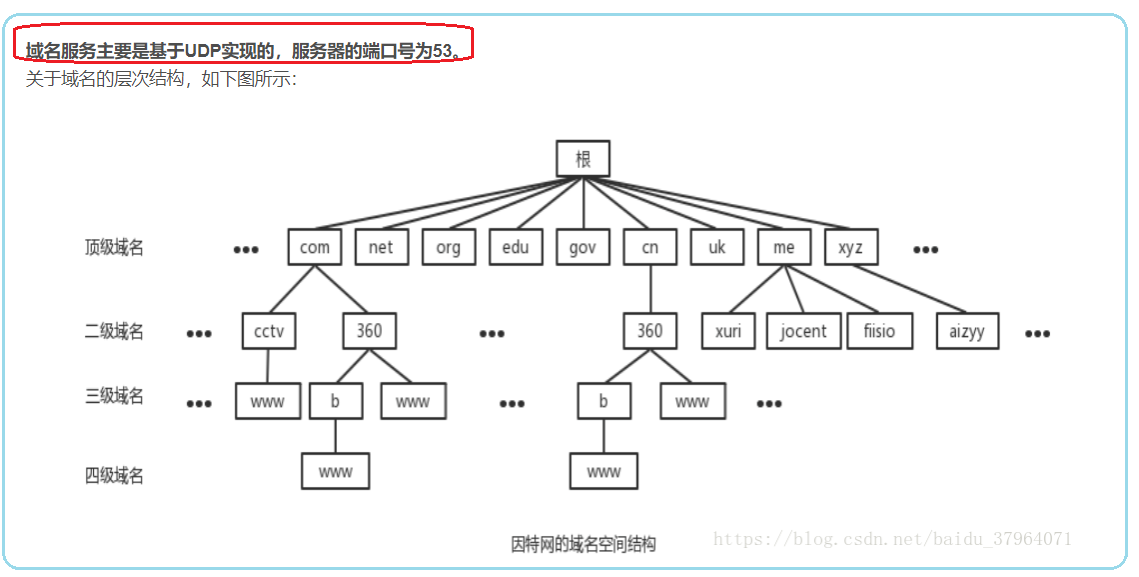 域名服务主要是基于UDP实现的，服务器的端口号为53。
关于域名的层次结构，如下图所示：
根
顶级域名 ••• com net org edu gov cn uk me xyz •••
二级域名 ••• cctv 360 ••• 360 xuri jocent fiisio aizyy •••
三级域名 ••• www b www ••• b www •••
四级域名 www www
因特网的域名空间结构
https://blog.csdn.net/baidu_37964071